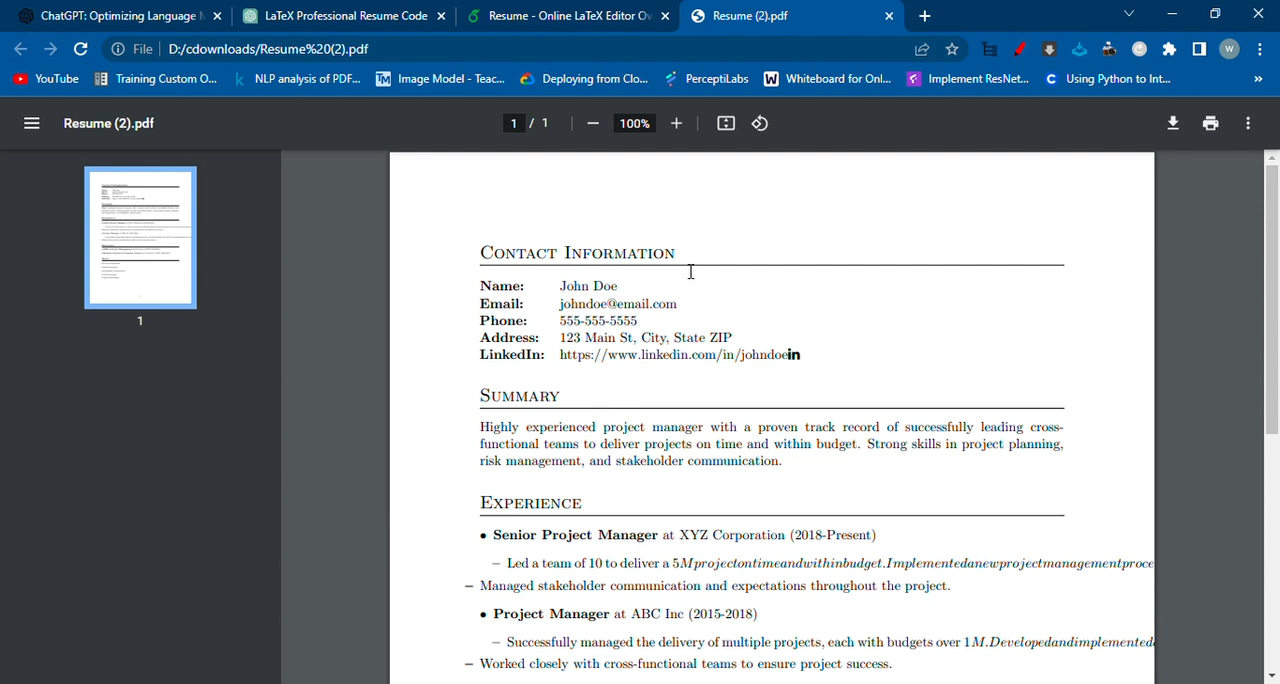 ChatGPT: Optimizing Language
LaTeX Professional Resume Code
Resume - Online LaTeX Editor Ov
Resume (2).pdf
File
D:/cdownloads/Resume%20(2).pdf
W
YouTube
Training Custom O...
NLP analysis of PDF...
Image Model - Teac...
Deploying from Clo...
PerceptiLabs
Whiteboard for Onl...
Implement ResNet...
Using Python to Int...
Resume (2).pdf
1 / 1
100%
1
CONTACT INFORMATION
Name: John Doe
Email: johndoe@email.com
Phone: 555-555-5555
Address: 123 Main St, City, State ZIP
LinkedIn: https://www.linkedin.com/in/johndoein
SUMMARY
Highly experienced project manager with a proven track record of successfully leading cross-
functional teams to deliver projects on time and within budget. Strong skills in project planning,
risk management, and stakeholder communication.
EXPERIENCE
• Senior Project Manager at XYZ Corporation (2018-Present)
– Led a team of 10 to deliver a 5Mprojectontimeandwithinbudget.Implementedanewprojectmanagementproce
– Managed stakeholder communication and expectations throughout the project.
• Project Manager at ABC Inc (2015-2018)
– Successfully managed the delivery of multiple projects, each with budgets over 1M.Developedandimplemented
– Worked closely with cross-functional teams to ensure project success.